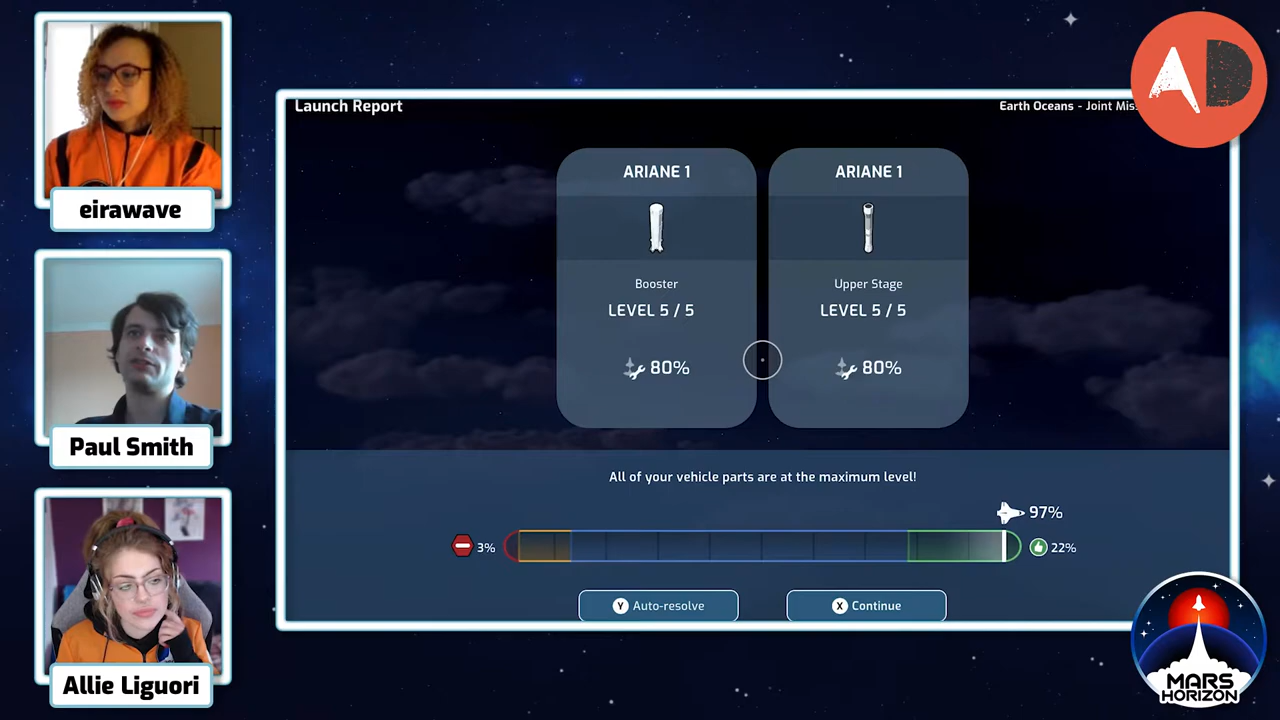 eirawave
Paul Smith
Allie Liguori
Launch Report
Earth Oceans - Joint Mis
AD
ARIANE 1
Booster
LEVEL 5 / 5
80%
ARIANE 1
Upper Stage
LEVEL 5 / 5
80%
All of your vehicle parts are at the maximum level!
97%
3%
22%
Y Auto-resolve
X Continue
MARS
HORIZON